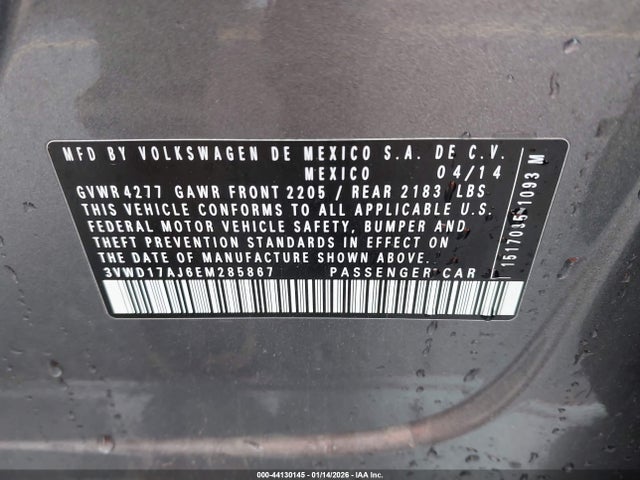 MFD BY VOLKSWAGEN DE MEXICO S.A. DE C.V.
MEXICO 04/14
GVWR 4277 GAWR FRONT 2205 / REAR 2183 LBS
THIS VEHICLE CONFORMS TO ALL APPLICABLE U.S.
FEDERAL MOTOR VEHICLE SAFETY, BUMPER AND
THEFT PREVENTION STANDARDS IN EFFECT ON
THE DATE OF MANUFACTURE SHOWN ABOVE.
3VWD17AJ6EM285867 PASSENGER CAR
1093 M
000-44130145 - 01/14/2026 - IAA Inc.